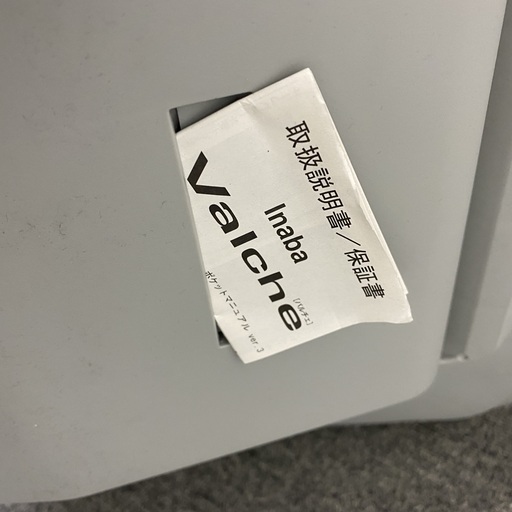 取扱説明書／保証書
Inaba
Valche
［バルチェ］
ポケットマニュアル ver.3